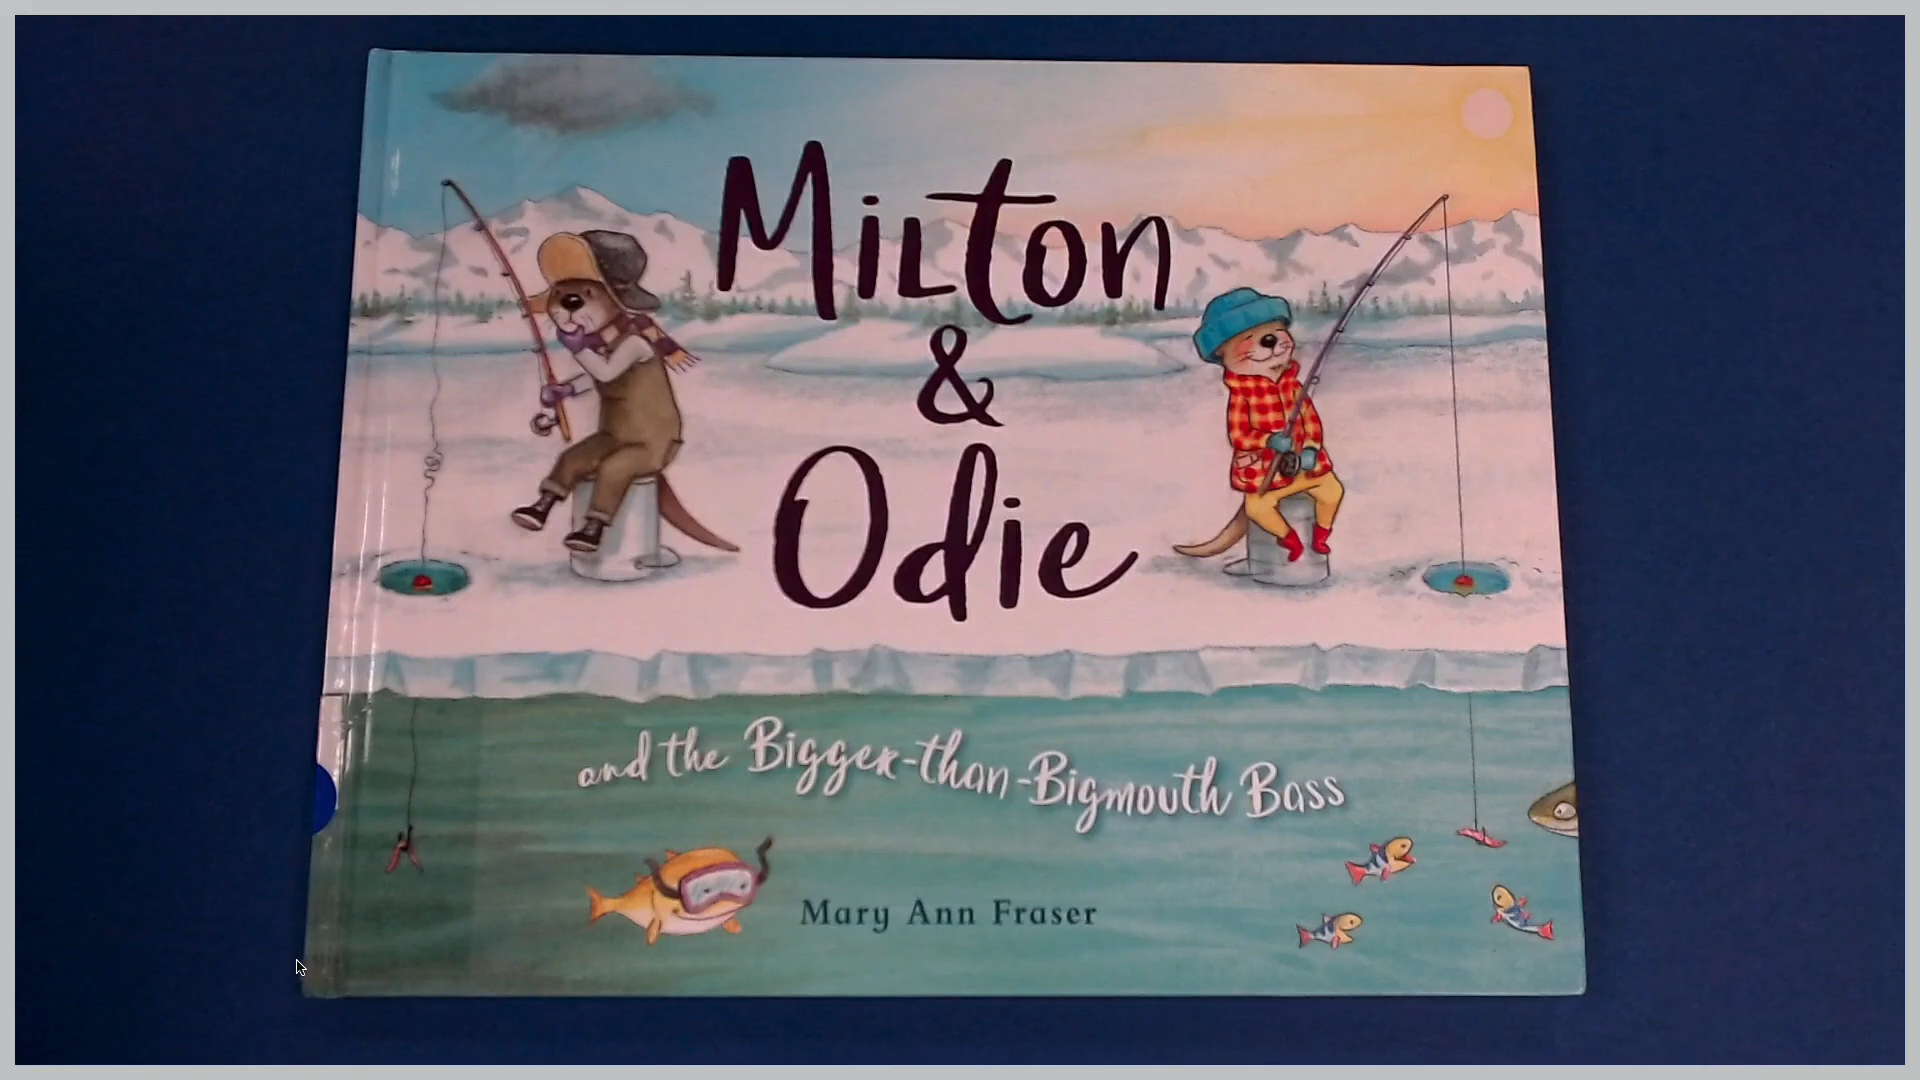 Milton
&
Odie
and the Bigger-than-Bigmouth Bass
Mary Ann Fraser